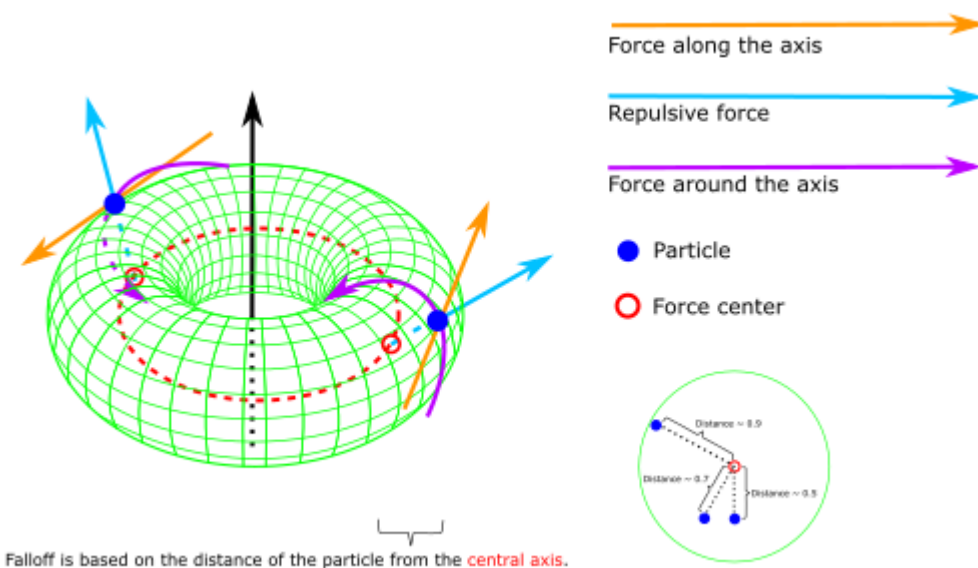 Force along the axis
Repulsive force
Force around the axis
Particle
Force center
Distance ~ 0.9
Distance ~ 0.7
Distance ~ 0.5
Falloff is based on the distance of the particle from the central axis.